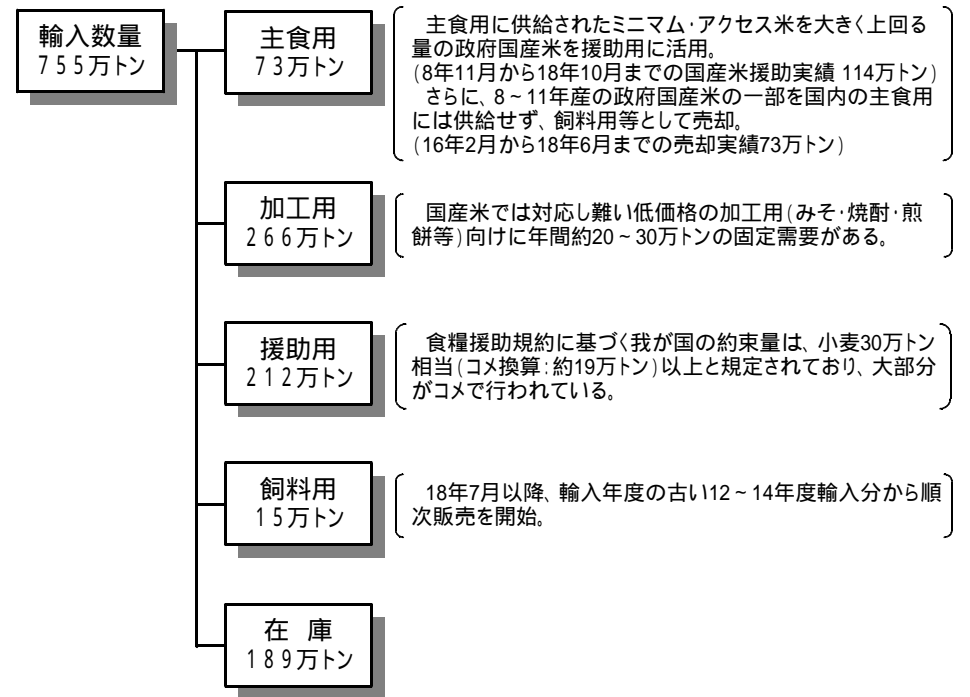 輸入数量
755万トン
主食用
73万トン
主食用に供給されたミニマム・アクセス米を大きく上回る
量の政府国産米を援助用に活用。
(8年11月から18年10月までの国産米援助実績 114万トン)
さらに、8～11年産の政府国産米の一部を国内の主食用
には供給せず、飼料用等として売却。
(16年2月から18年6月までの売却実績73万トン)
加工用
266万トン
国産米では対応し難い低価格の加工用(みそ・焼酎・煎
餅等)向けに年間約20～30万トンの固定需要がある。
援助用
212万トン
食糧援助規約に基づく我が国の約束量は、小麦30万トン
相当(コメ換算:約19万トン)以上と規定されており、大部分
がコメで行われている。
飼料用
15万トン
18年7月以降、輸入年度の古い12～14年度輸入分から順
次販売を開始。
在 庫
189万トン